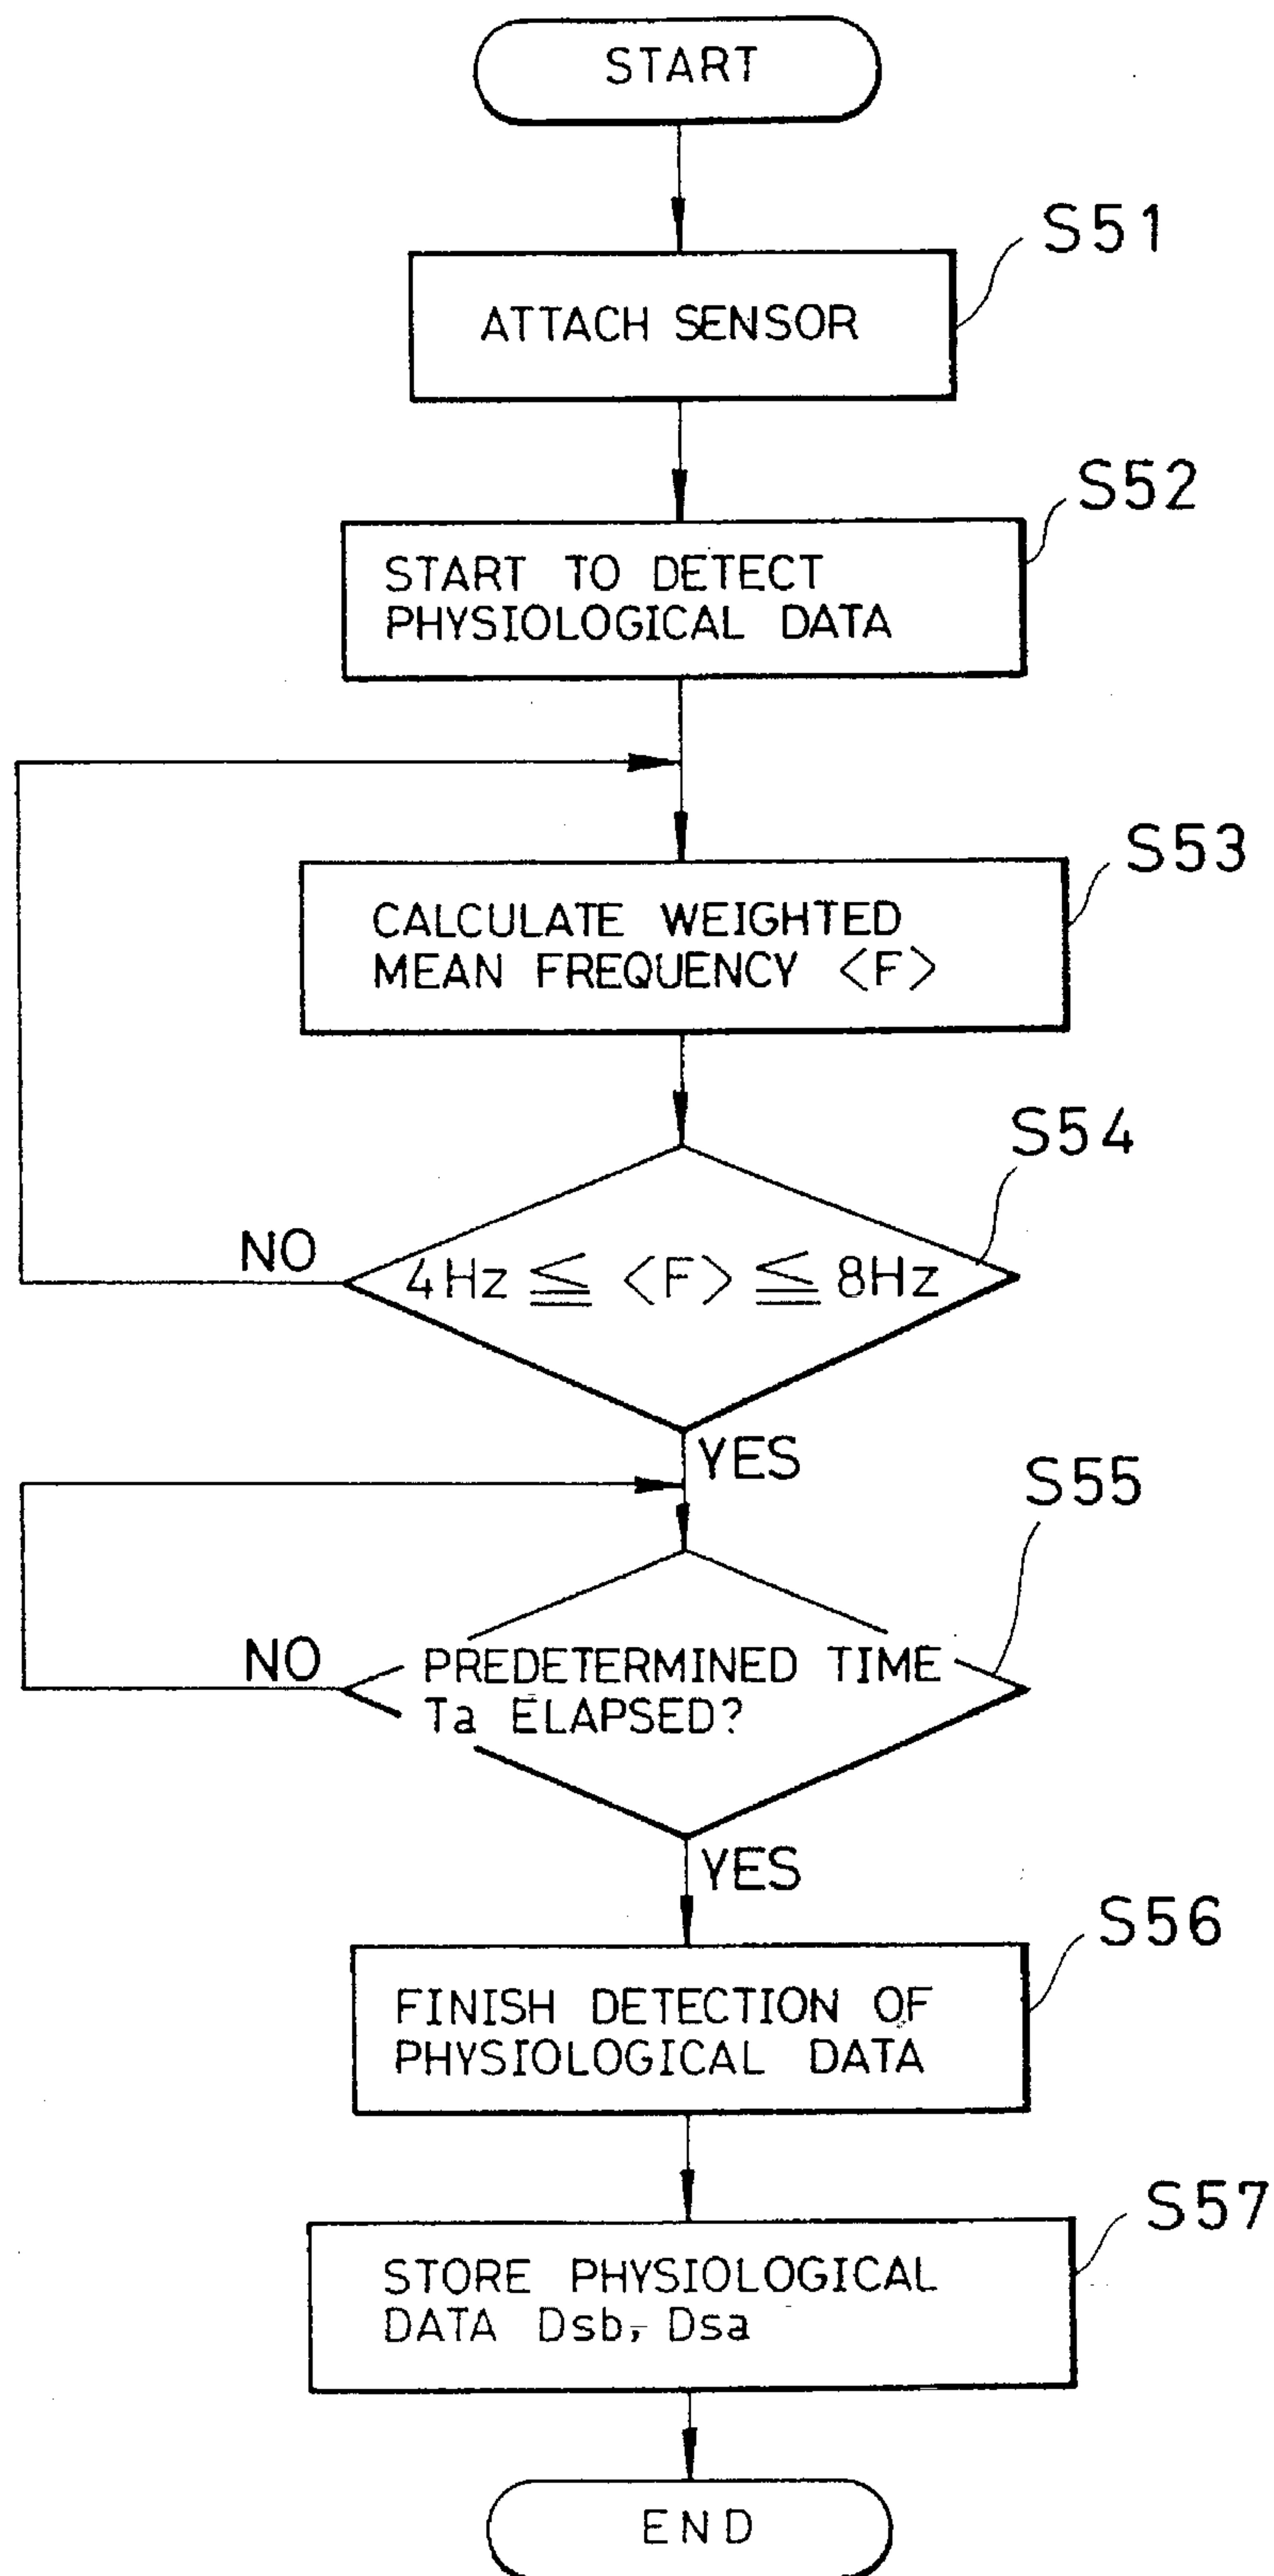 START
S51
ATTACH SENSOR
S52
START TO DETECT
PHYSIOLOGICAL DATA
S53
CALCULATE WEIGHTED
MEAN FREQUENCY <F>
S54
NO
4Hz ≦ <F> ≦ 8Hz
YES
S55
NO
PREDETERMINED TIME
Ta ELAPSED?
YES
S56
FINISH DETECTION OF
PHYSIOLOGICAL DATA
S57
STORE PHYSIOLOGICAL
DATA Dsb, Dsa
END